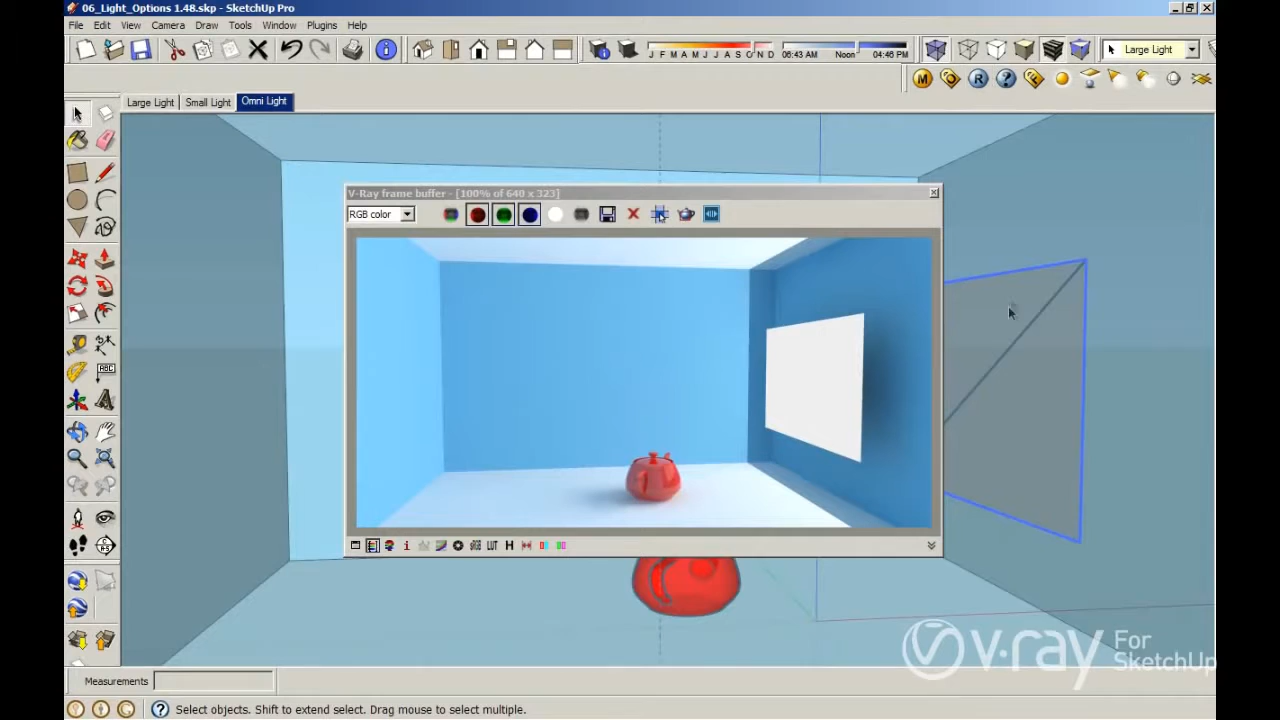 06_Light_Options 1.48.skp - SketchUp Pro
File Edit View Camera Draw Tools Window Plugins Help
J F M A M J J A S O N D 06:43 AM Noon 04:46 PM Large Light
M R ?
Large Light Small Light Omni Light
V-Ray frame buffer - [100% of 640 x 323]
RGB color
ABC
i LUT H
v·ray For
SketchUp
Measurements
Select objects. Shift to extend select. Drag mouse to select multiple.